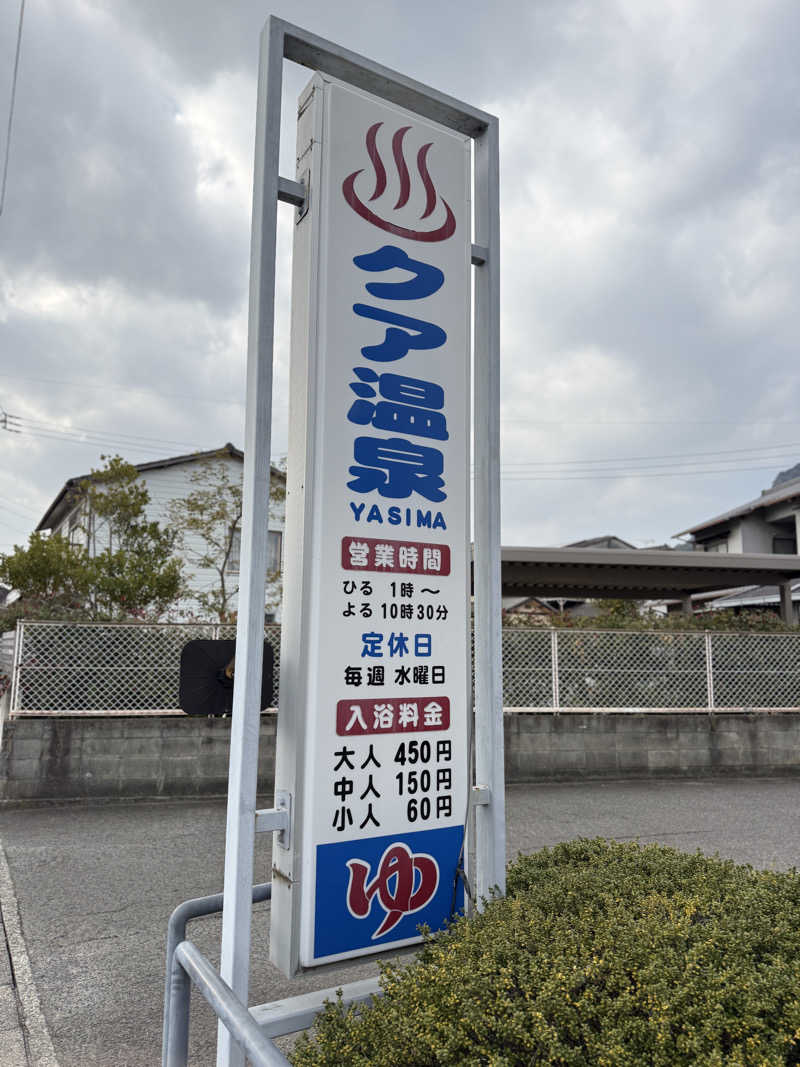 クア温泉
YASIMA
営業時間
ひる 1時〜
よる 10時30分
定休日
毎週 水曜日
入浴料金
大人 450円
中人 150円
小人 60円
ゆ